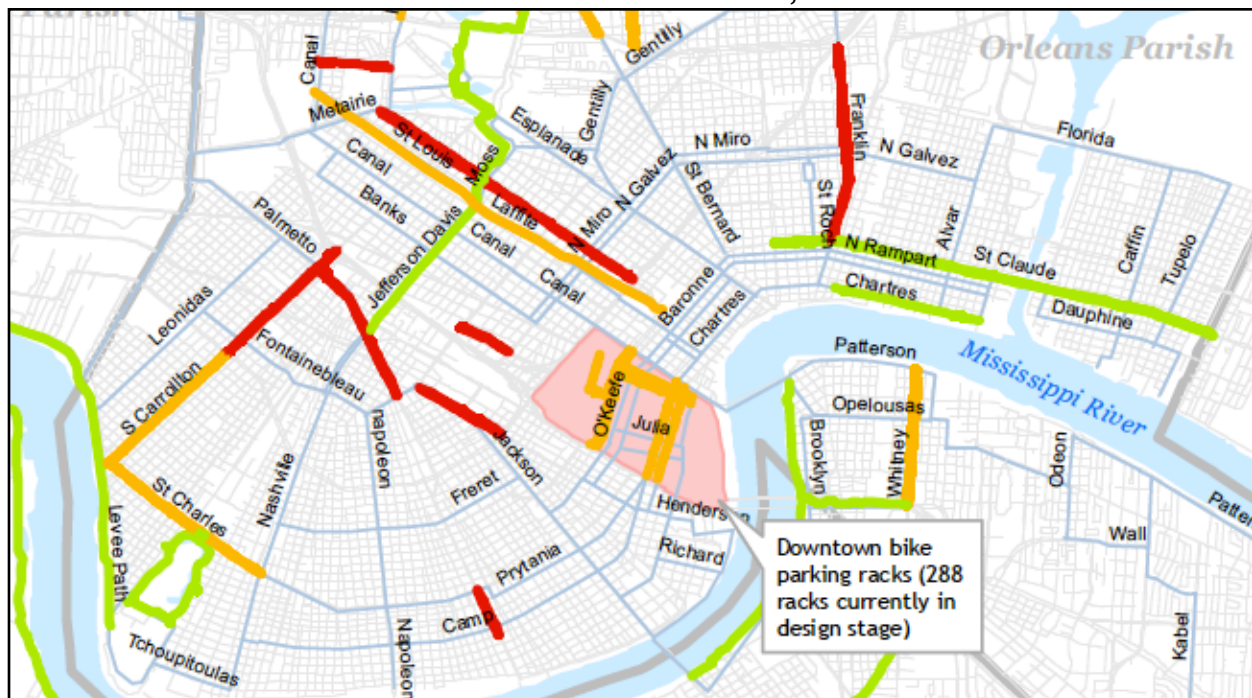 Parish
Orleans Parish
Canal
Metairie
St Louis
Canal
Banks
Moss
Esplanade
Gentilly
Gentilly
N Miro
N Galvez
St Bernard
Franklin
N Galvez
Florida
St Roch
Alvar
Caffin
Tupelo
Palmetto
Jefferson Davis
Canal
Lafitte
N Miro
Canal
Baronne
Chartres
N Rampart
St Claude
Chartres
Dauphine
Leonidas
Fontainebleau
S Carrollton
Patterson
Mississippi River
Opelousas
O'Keefe
Julia
Brooklyn
Whitney
Odeon
napoleon
Jackson
Nashville
St Charles
Freret
Henderson
Wall
Levee Path
Prytania
Richard
Camp
Napoleon
Tchoupitoulas
Kabel
Downtown bike
parking racks (288
racks currently in
design stage)